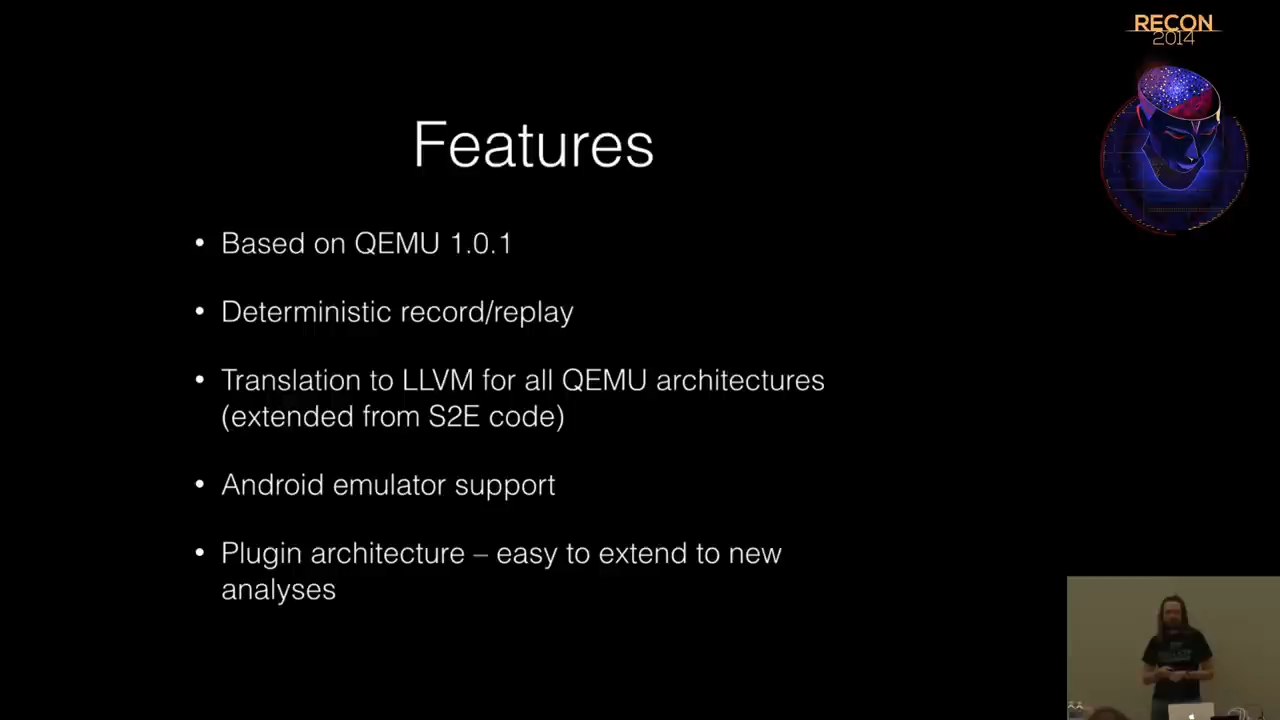 RECON
2014
Features
• Based on QEMU 1.0.1
• Deterministic record/replay
• Translation to LLVM for all QEMU architectures
(extended from S2E code)
• Android emulator support
• Plugin architecture – easy to extend to new
analyses